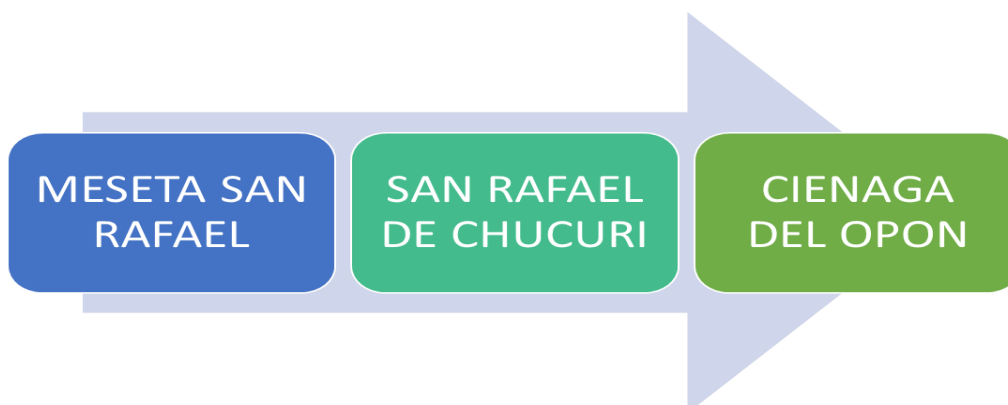 MESETA SAN
RAFAEL
SAN RAFAEL
DE CHUCURI
CIENAGA
DEL OPON